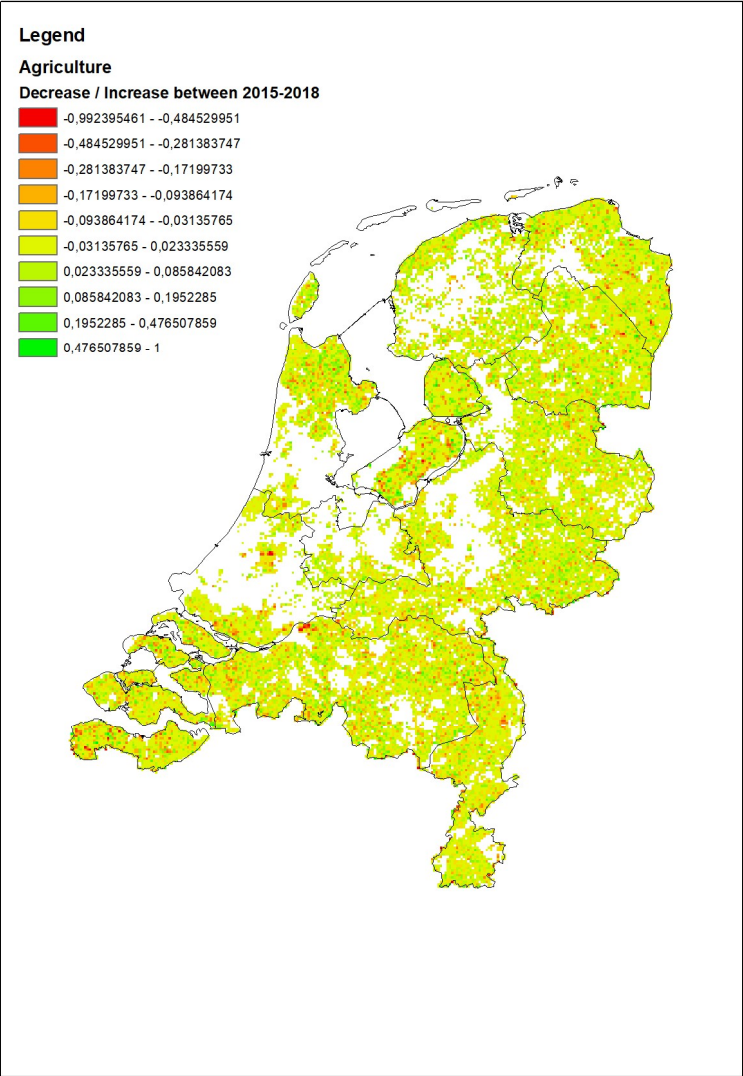 Legend
Agriculture
Decrease / Increase between 2015-2018
-0,992395461 - -0,484529951
-0,484529951 - -0,281383747
-0,281383747 - -0,17199733
-0,17199733 - -0,093864174
-0,093864174 - -0,03135765
-0,03135765 - 0,023335559
0,023335559 - 0,085842083
0,085842083 - 0,1952285
0,1952285 - 0,476507859
0,476507859 - 1